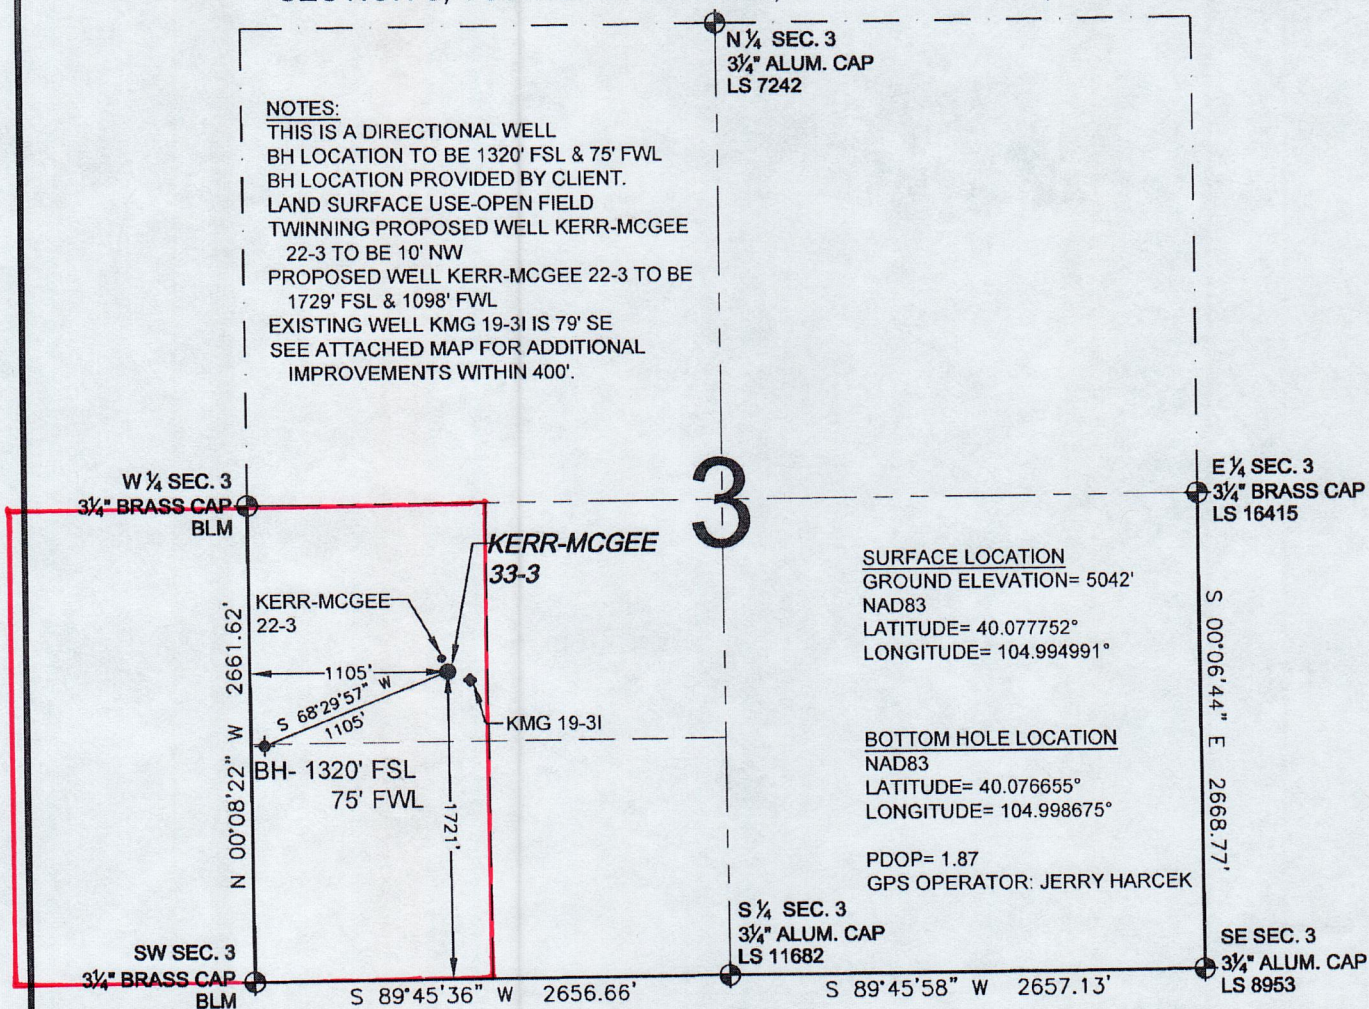 N ¼ SEC. 3
3¼" ALUM. CAP
LS 7242
NOTES:
THIS IS A DIRECTIONAL WELL
BH LOCATION TO BE 1320' FSL & 75' FWL
BH LOCATION PROVIDED BY CLIENT.
LAND SURFACE USE-OPEN FIELD
TWINNING PROPOSED WELL KERR-MCGEE
22-3 TO BE 10' NW
PROPOSED WELL KERR-MCGEE 22-3 TO BE
1729' FSL & 1098' FWL
EXISTING WELL KMG 19-3I IS 79' SE
SEE ATTACHED MAP FOR ADDITIONAL
IMPROVEMENTS WITHIN 400'.
W ¼ SEC. 3
3¼" BRASS CAP
BLM
3
E ¼ SEC. 3
3¼" BRASS CAP
LS 16415
KERR-MCGEE
33-3
KERR-MCGEE
22-3
1105'
S 68°29'57" W
1105'
KMG 19-3I
BH- 1320' FSL
75' FWL
1721'
N 00°08'22" W 2661.62'
SURFACE LOCATION
GROUND ELEVATION= 5042'
NAD83
LATITUDE= 40.077752°
LONGITUDE= 104.994991°
BOTTOM HOLE LOCATION
NAD83
LATITUDE= 40.076655°
LONGITUDE= 104.998675°
PDOP= 1.87
GPS OPERATOR: JERRY HARCEK
S 00°06'44" E 2668.77'
SW SEC. 3
3¼" BRASS CAP
BLM
S ¼ SEC. 3
3¼" ALUM. CAP
LS 11682
SE SEC. 3
3¼" ALUM. CAP
LS 8953
S 89°45'36" W 2656.66'
S 89°45'58" W 2657.13'